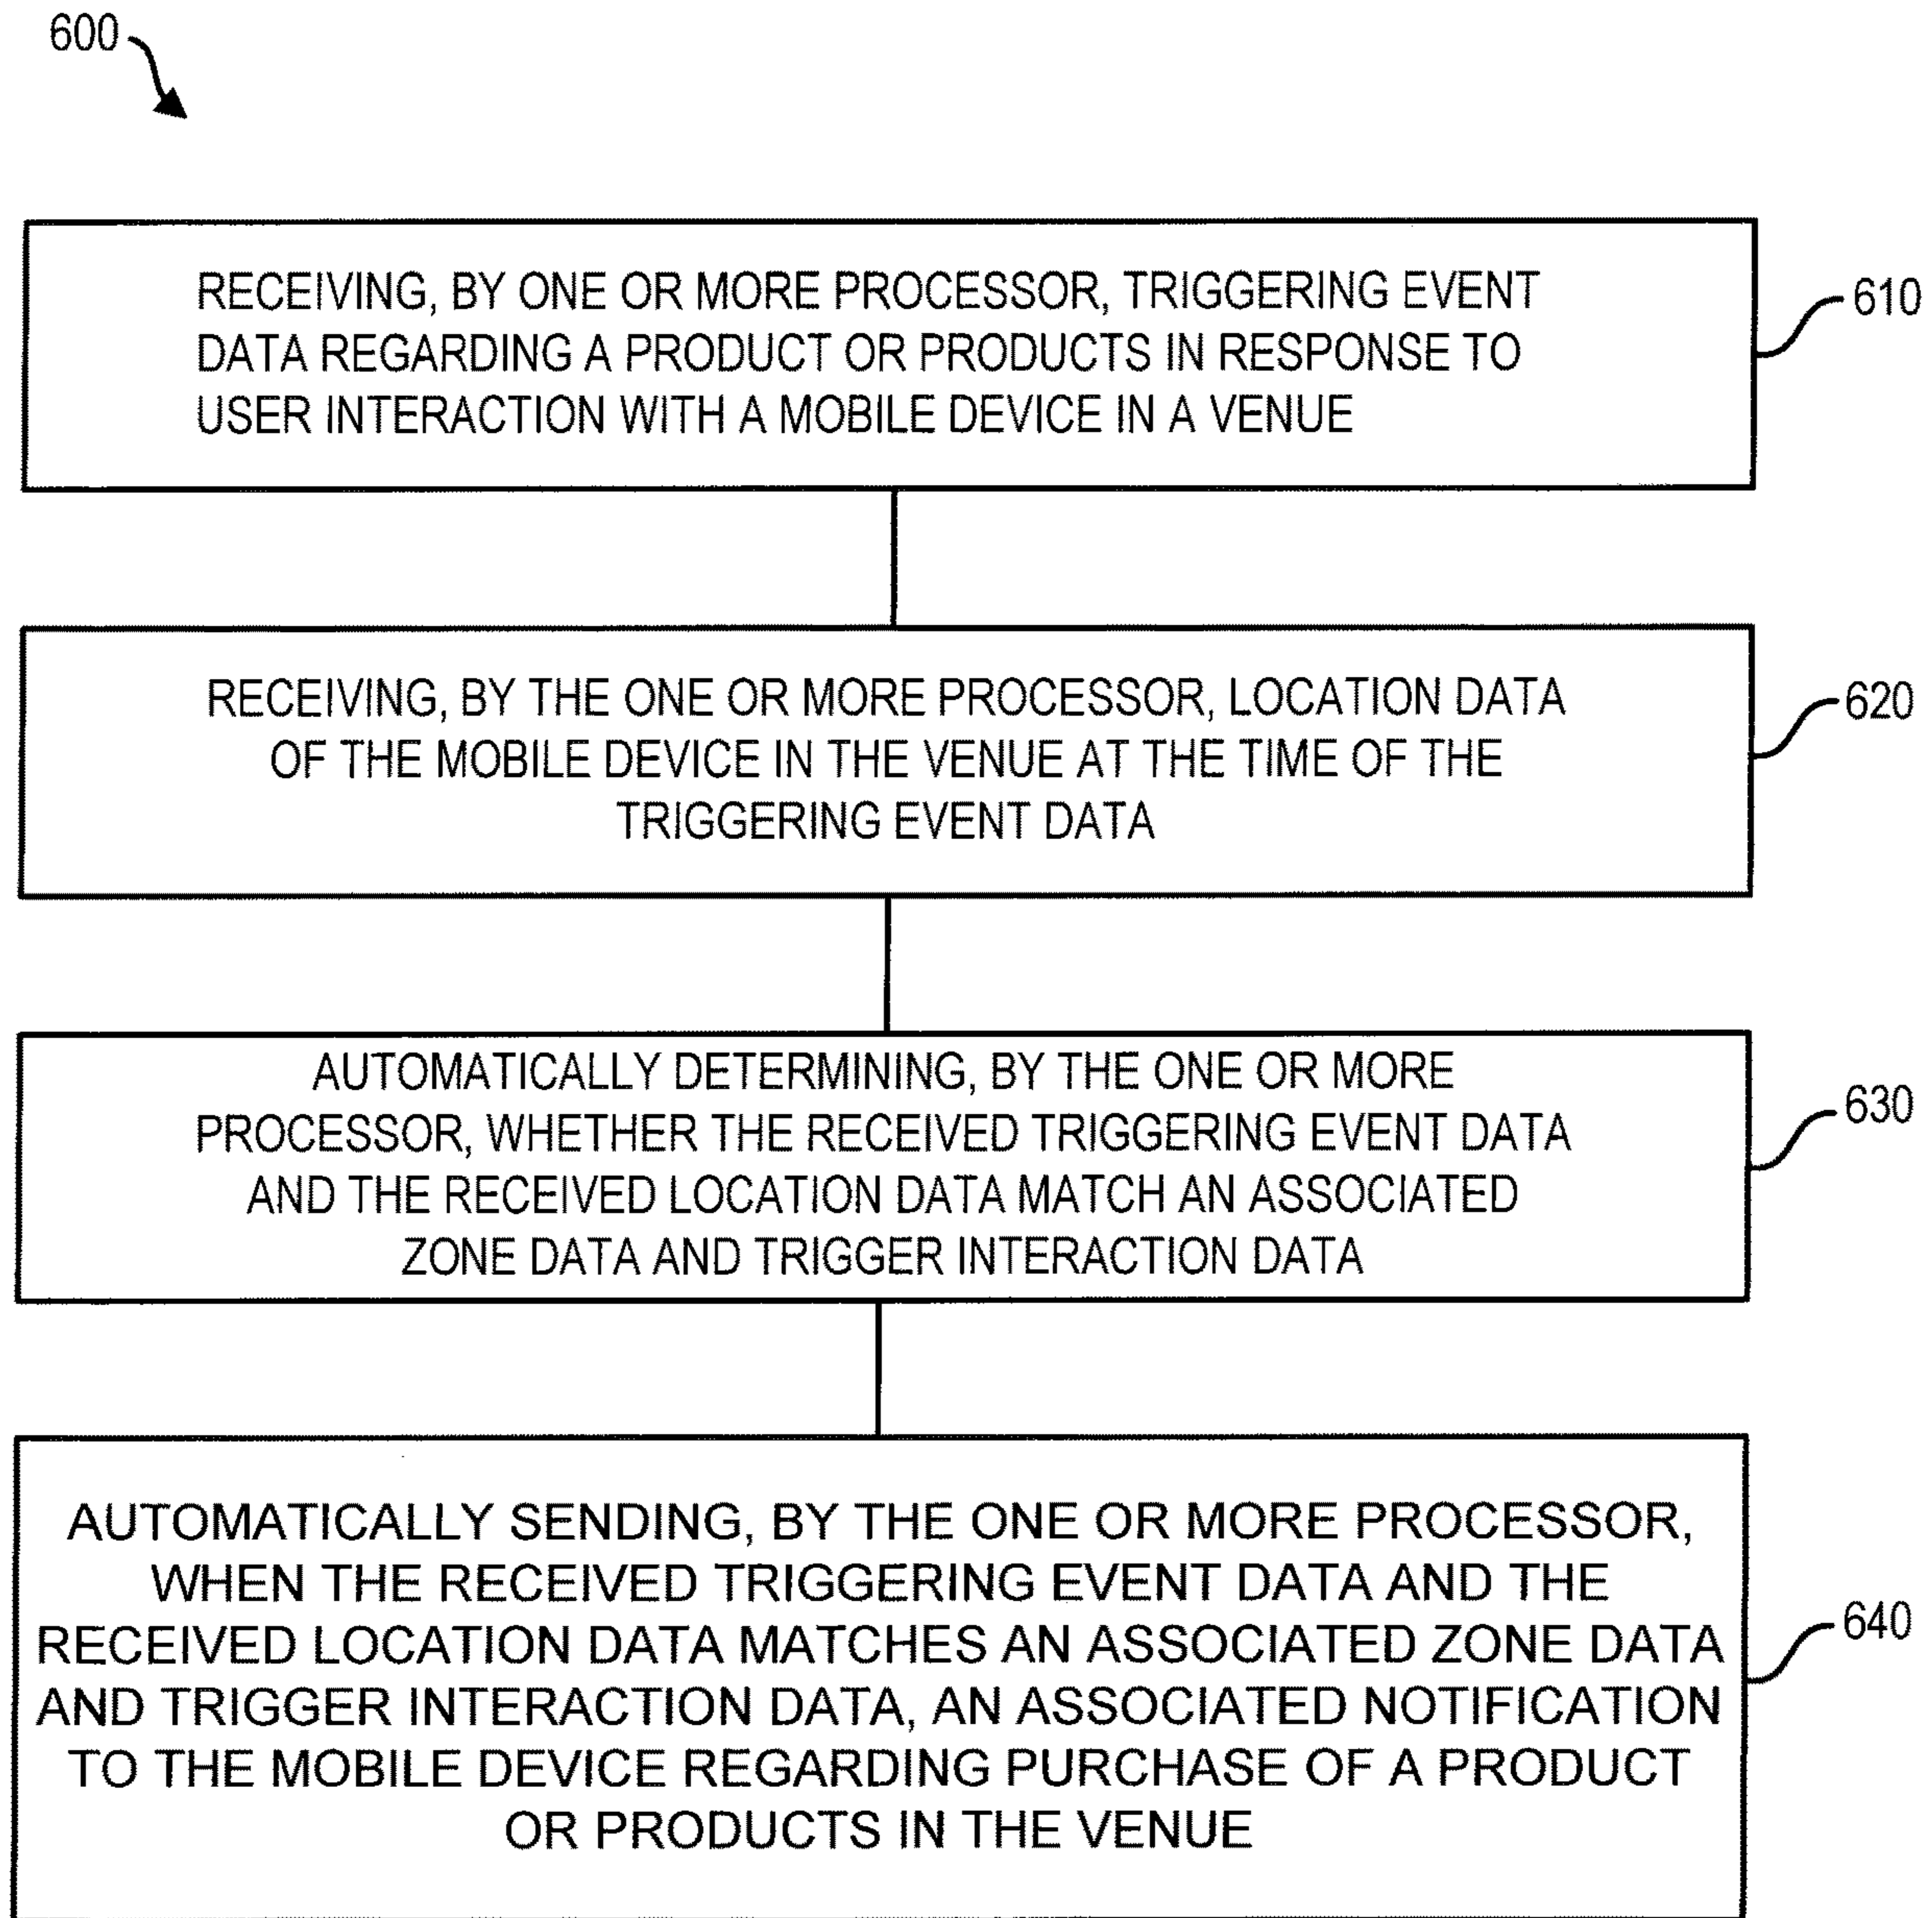 600
RECEIVING, BY ONE OR MORE PROCESSOR, TRIGGERING EVENT
DATA REGARDING A PRODUCT OR PRODUCTS IN RESPONSE TO
USER INTERACTION WITH A MOBILE DEVICE IN A VENUE
610
RECEIVING, BY THE ONE OR MORE PROCESSOR, LOCATION DATA
OF THE MOBILE DEVICE IN THE VENUE AT THE TIME OF THE
TRIGGERING EVENT DATA
620
AUTOMATICALLY DETERMINING, BY THE ONE OR MORE
PROCESSOR, WHETHER THE RECEIVED TRIGGERING EVENT DATA
AND THE RECEIVED LOCATION DATA MATCH AN ASSOCIATED
ZONE DATA AND TRIGGER INTERACTION DATA
630
AUTOMATICALLY SENDING, BY THE ONE OR MORE PROCESSOR,
WHEN THE RECEIVED TRIGGERING EVENT DATA AND THE
RECEIVED LOCATION DATA MATCHES AN ASSOCIATED ZONE DATA
AND TRIGGER INTERACTION DATA, AN ASSOCIATED NOTIFICATION
TO THE MOBILE DEVICE REGARDING PURCHASE OF A PRODUCT
OR PRODUCTS IN THE VENUE
640